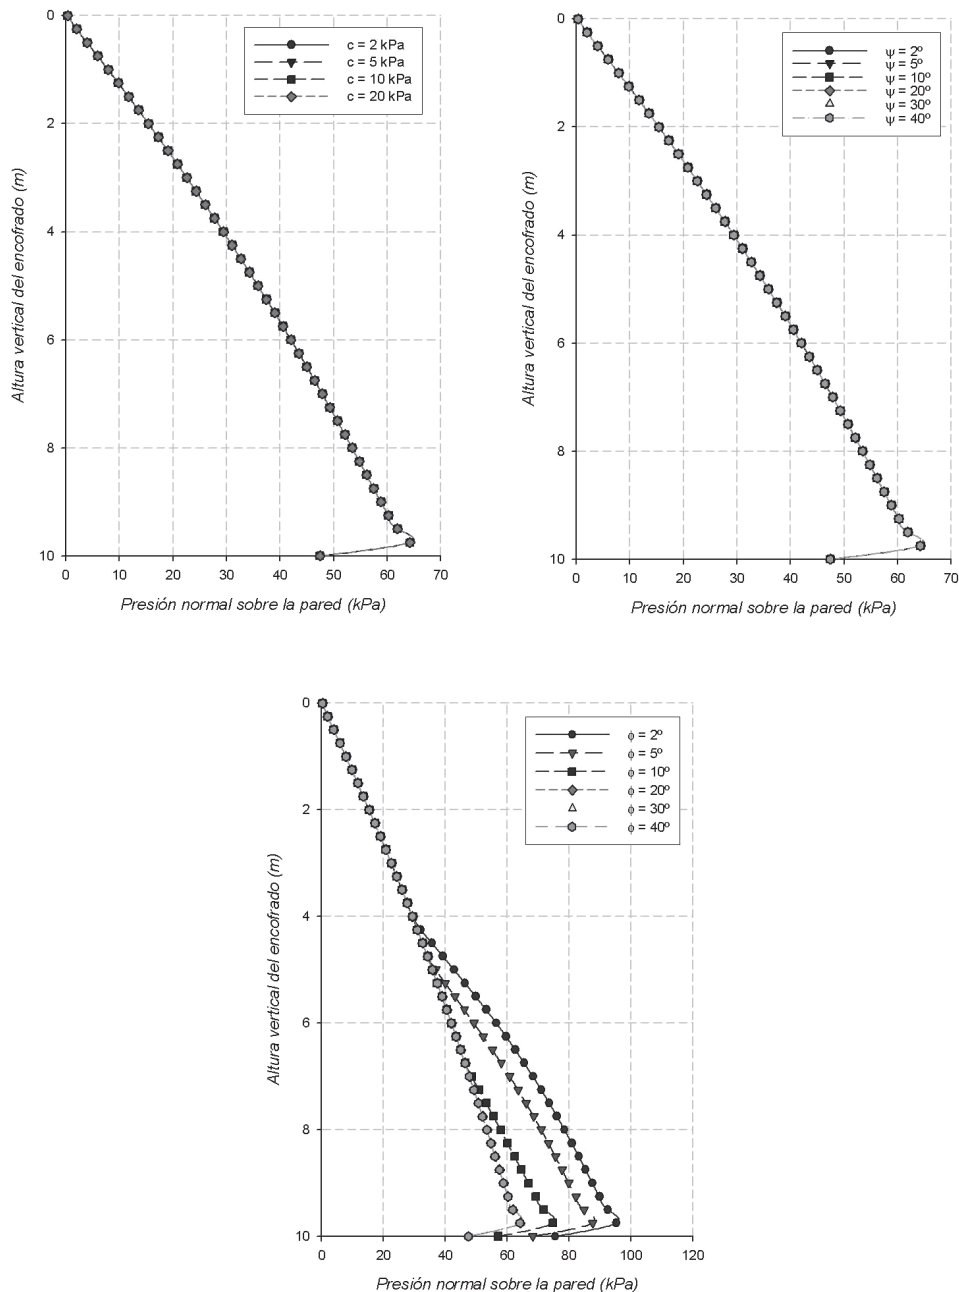 0
2
4
6
8
10
Altura vertical del encofrado (m)
c = 2 kPa
c = 5 kPa
c = 10 kPa
c = 20 kPa
0 10 20 30 40 50 60 70
Presión normal sobre la pared (kPa)
0
2
4
6
8
10
Altura vertical del encofrado (m)
ψ = 2º
ψ = 5º
ψ = 10º
ψ = 20º
ψ = 30º
ψ = 40º
0 10 20 30 40 50 60 70
Presión normal sobre la pared (kPa)
0
2
4
6
8
10
Altura vertical del encofrado (m)
ϕ = 2º
ϕ = 5º
ϕ = 10º
ϕ = 20º
ϕ = 30º
ϕ = 40º
0 20 40 60 80 100 120
Presión normal sobre la pared (kPa)